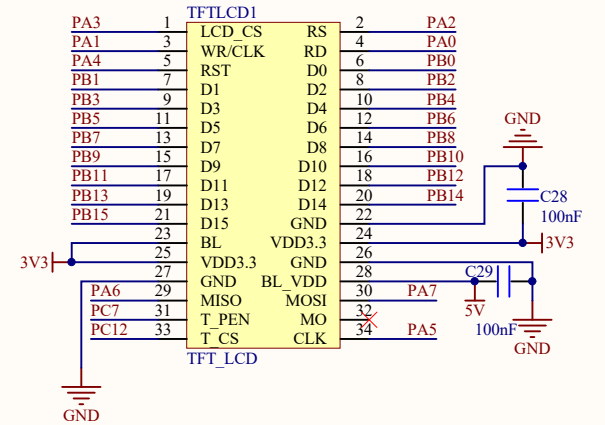 TFTLCD1
PA3 1 LCD_CS RS 2 PA2
PA1 3 WR/CLK RD 4 PA0
PA4 5 RST D0 6 PB0
PB1 7 D1 D2 8 PB2
PB3 9 D3 D4 10 PB4
PB5 11 D5 D6 12 PB6
PB7 13 D7 D8 14 PB8
PB9 15 D9 D10 16 PB10
PB11 17 D11 D12 18 PB12
PB13 19 D13 D14 20 PB14
PB15 21 D15 GND 22
23 BL VDD3.3 24
25 VDD3.3 GND 26
27 GND BL_VDD 28
PA6 29 MISO MOSI 30 PA7
PC7 31 T_PEN MO 32
PC12 33 T_CS CLK 34 PA5
TFT_LCD
3V3
GND
GND
C28
100nF
3V3
C29
5V
100nF
GND